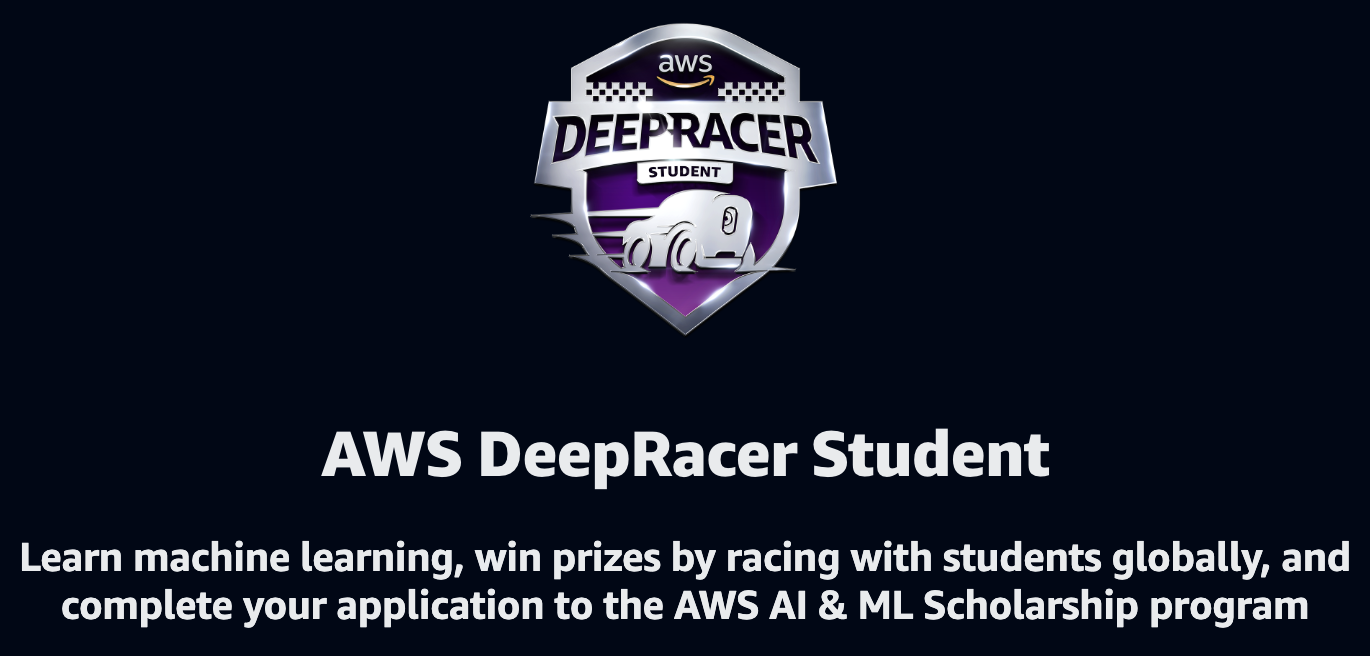 aws
DEEPRACER
STUDENT
AWS DeepRacer Student
Learn machine learning, win prizes by racing with students globally, and
complete your application to the AWS AI & ML Scholarship program